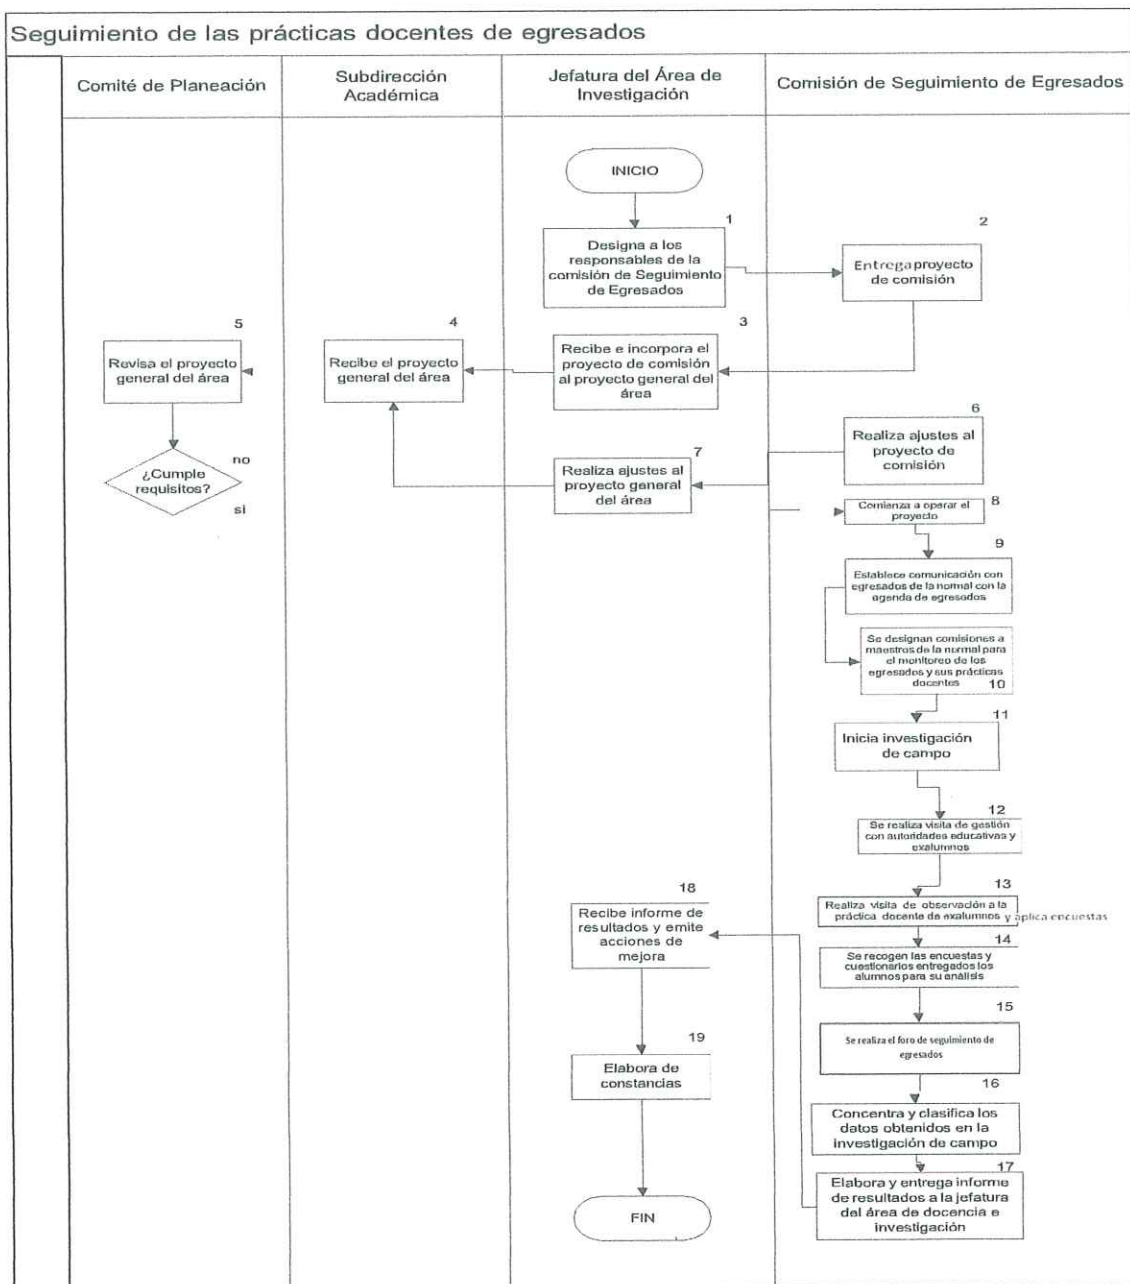 Seguimiento de las prácticas docentes de egresados
Comité de Planeación
Subdirección
Académica
Jefatura del Área de
Investigación
Comisión de Seguimiento de Egresados
INICIO
1
Designa a los
responsables de la
comisión de Seguimiento
de Egresados
2
Entrega proyecto
de comisión
3
Recibe e incorpora el
proyecto de comisión
al proyecto general del
área
4
Recibe el proyecto
general del área
5
Revisa el proyecto
general del área
¿Cumple
requisitos?
no
si
6
Realiza ajustes al
proyecto de
comisión
7
Realiza ajustes al
proyecto general
del área
8
Comienza a operar el
proyecto
9
Establece comunicación con
egresados de la normal con la
agenda de egresados
Se designan comisiones a
maestros de la normal para
el monitoreo de los
egresados y sus prácticas
docentes
10
11
Inicia investigación
de campo
12
Se realiza visita de gestión
con autoridades educativas y
exalumnos
13
Realiza visita de observación a la
práctica docente de exalumnos y aplica encuestas
14
Se recogen las encuestas y
cuestionarios entregados los
alumnos para su análisis
15
Se realiza el foro de seguimiento de
egresados
16
Concentra y clasifica los
datos obtenidos en la
investigación de campo
17
Elabora y entrega informe
de resultados a la jefatura
del área de docencia e
investigación
18
Recibe informe de
resultados y emite
acciones de
mejora
19
Elabora de
constancias
FIN